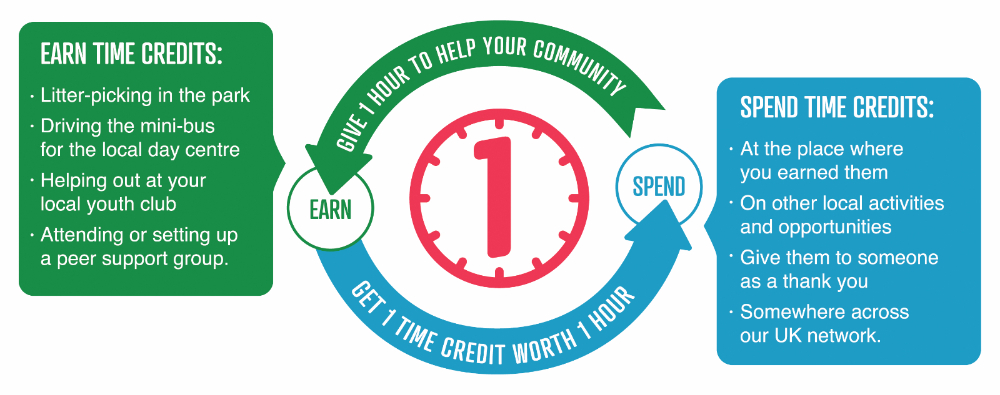 EARN TIME CREDITS:
· Litter-picking in the park
· Driving the mini-bus
for the local day centre
· Helping out at your
local youth club
· Attending or setting up
a peer support group.
GIVE 1 HOUR TO HELP YOUR COMMUNITY
EARN
1
SPEND
GET 1 TIME CREDIT WORTH 1 HOUR
SPEND TIME CREDITS:
· At the place where
you earned them
· On other local activities
and opportunities
· Give them to someone
as a thank you
· Somewhere across
our UK network.